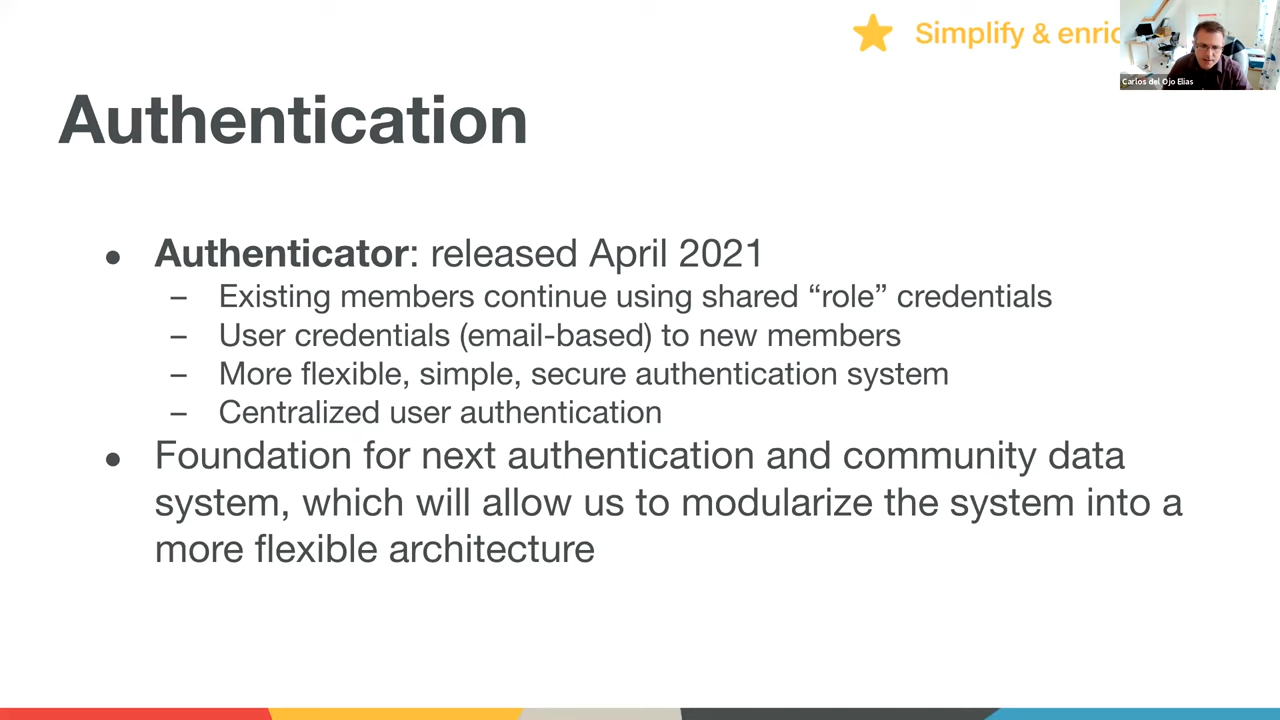 Simplify & enric
Carlos del Ojo Elias
Authentication
● Authenticator: released April 2021
– Existing members continue using shared “role” credentials
– User credentials (email-based) to new members
– More flexible, simple, secure authentication system
– Centralized user authentication
● Foundation for next authentication and community data
system, which will allow us to modularize the system into a
more flexible architecture